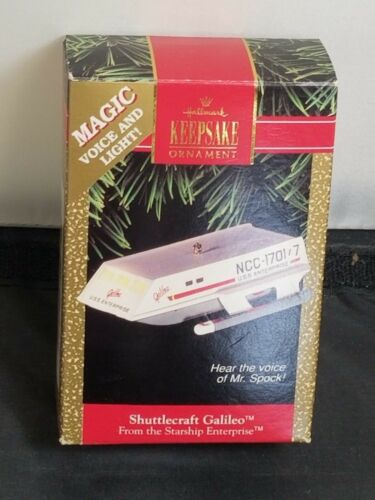 MAGIC
VOICE AND
LIGHT!
Hallmark
KEEPSAKE
ORNAMENT
NCC-1701/7
U.S.S. ENTERPRISE
Galileo
Galileo
U.S.S. ENTERPRISE
Hear the voice
of Mr. Spock!
Shuttlecraft Galileo™
From the Starship Enterprise™